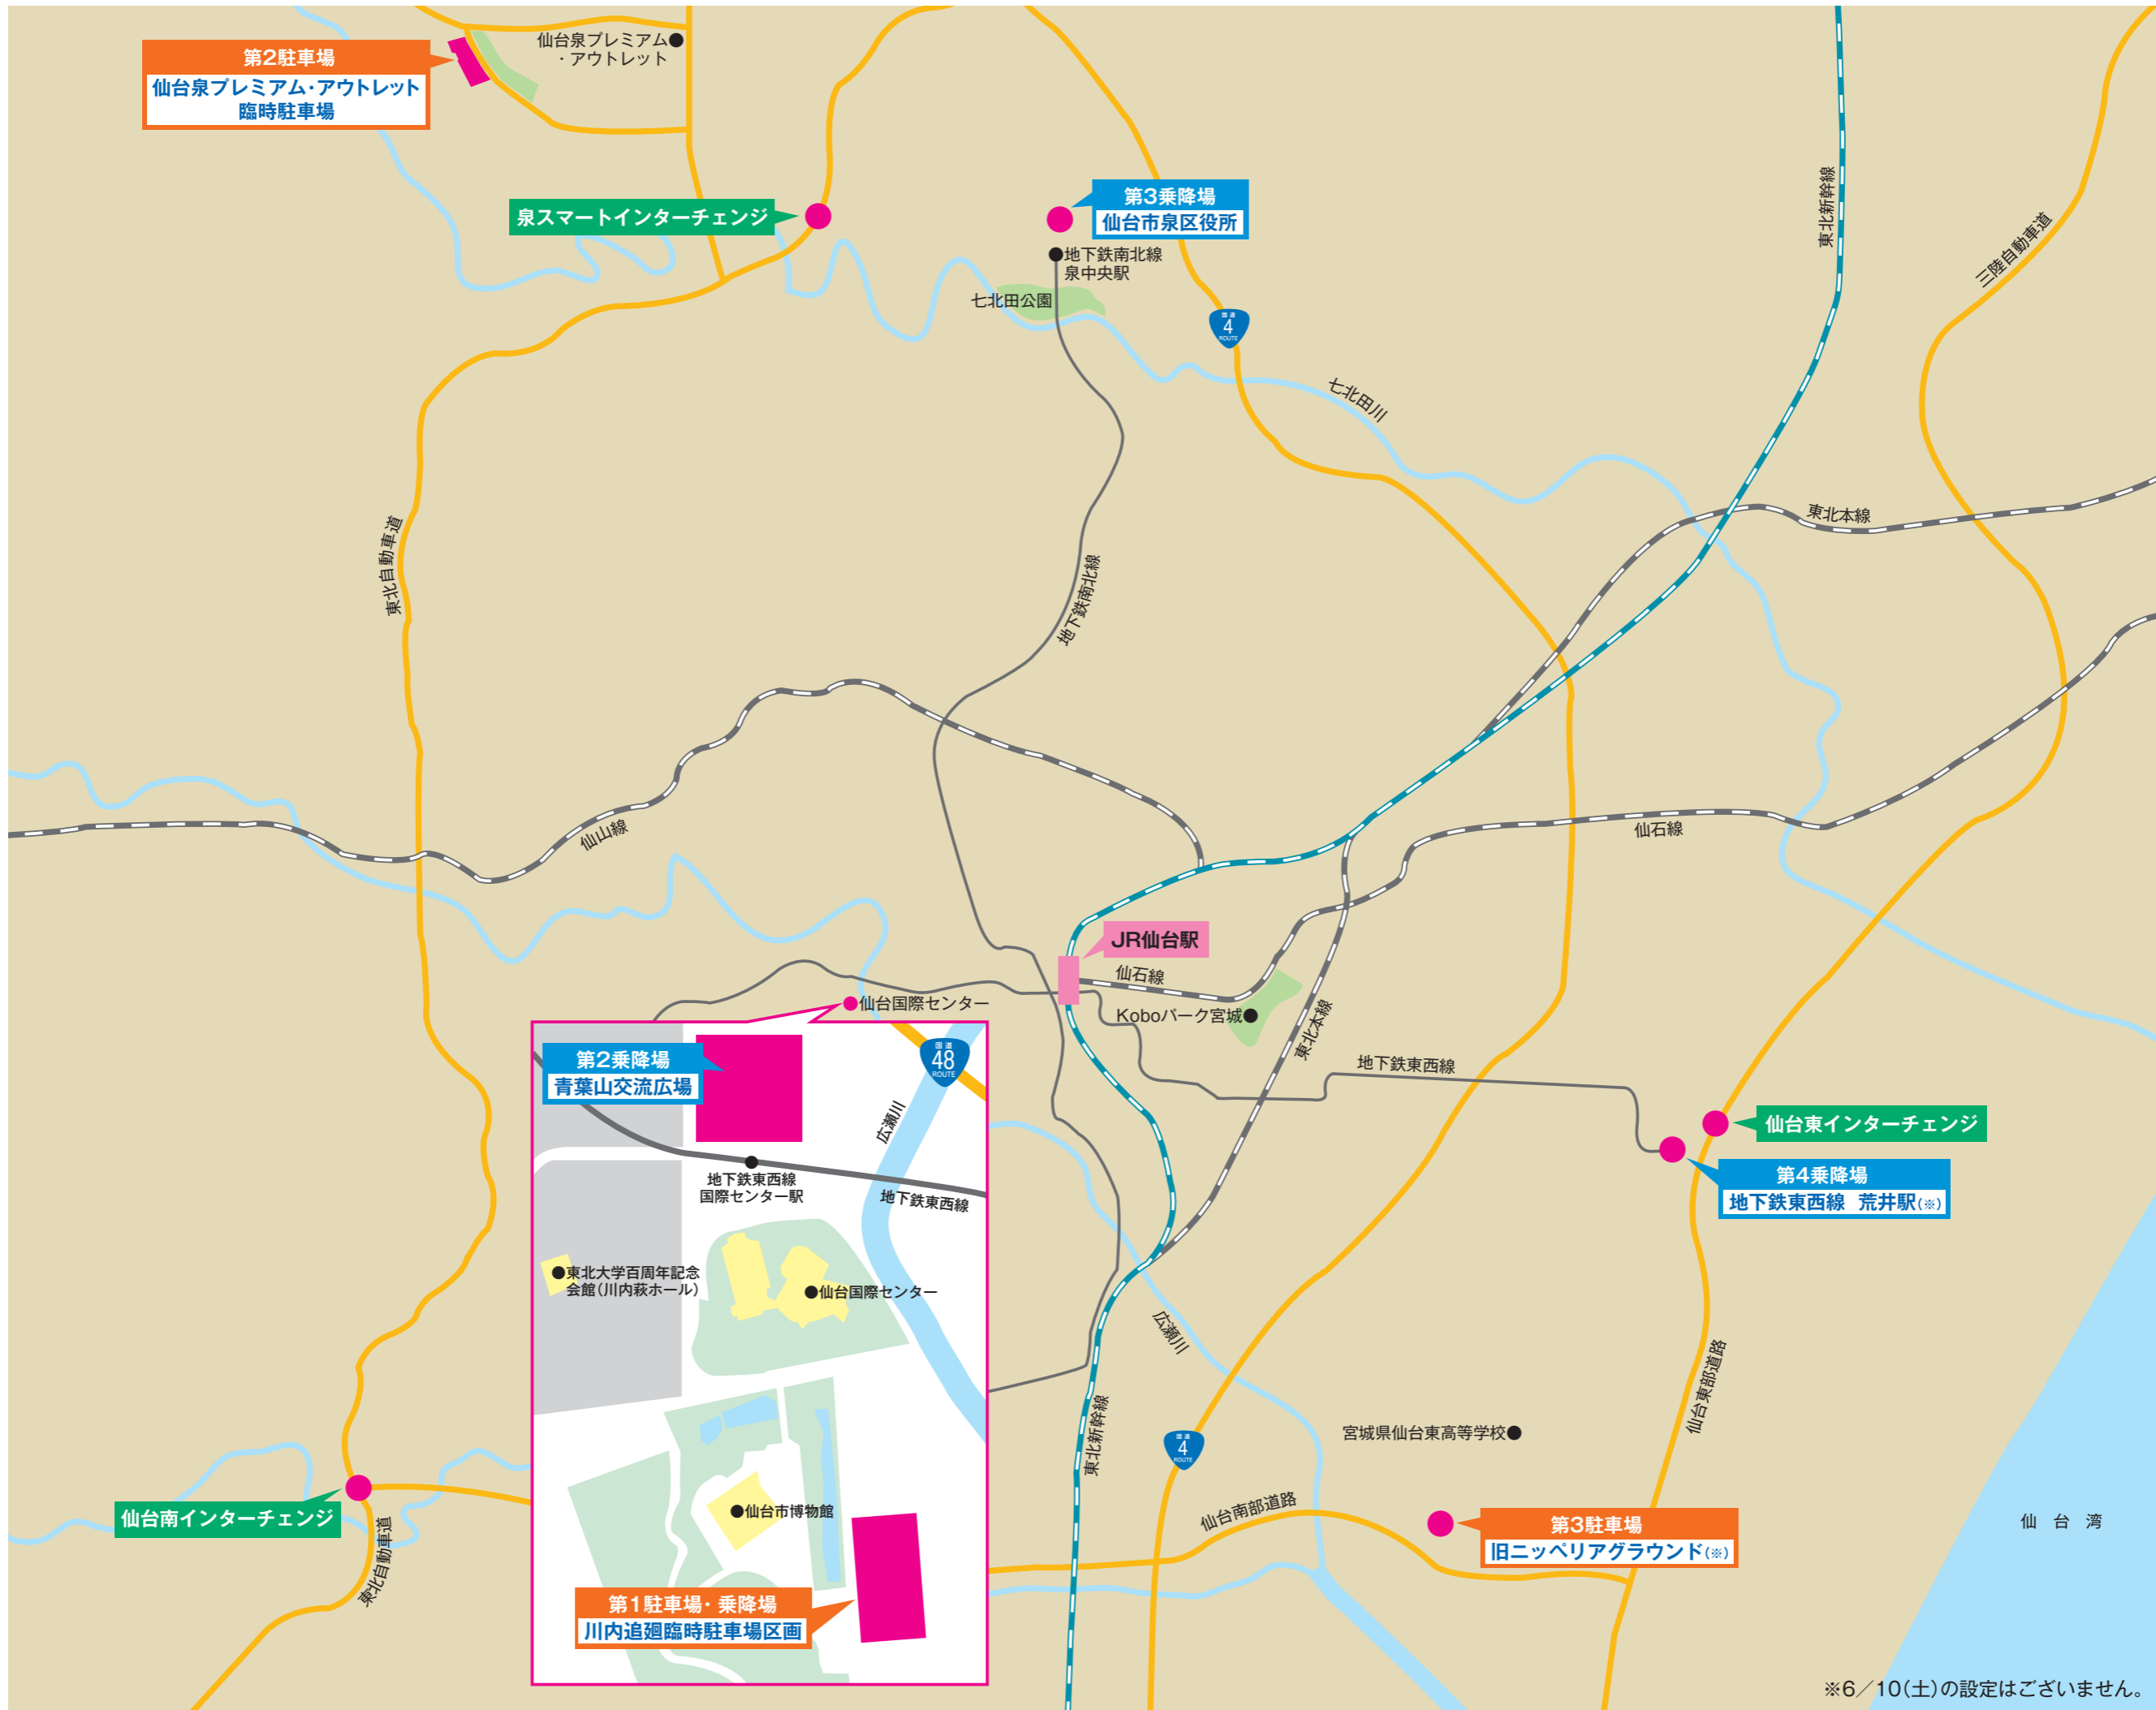 第2駐車場
仙台泉プレミアム・アウトレット
臨時駐車場
仙台泉プレミアム
・アウトレット
泉スマートインターチェンジ
第3乗降場
仙台市泉区役所
地下鉄南北線
泉中央駅
七北田公園
国道
4
ROUTE
東北新幹線
三陸自動車道
七北田川
東北本線
東北自動車道
地下鉄南北線
仙山線
仙石線
JR仙台駅
仙石線
Koboパーク宮城
東北本線
仙台国際センター
地下鉄東西線
仙台東インターチェンジ
第4乗降場
地下鉄東西線 荒井駅(※)
第2乗降場
青葉山交流広場
国道
48
ROUTE
広瀬川
地下鉄東西線
国際センター駅
地下鉄東西線
東北大学百周年記念
会館(川内萩ホール)
仙台国際センター
仙台市博物館
第1駐車場・乗降場
川内追廻臨時駐車場区画
広瀬川
東北新幹線
国道
4
ROUTE
宮城県仙台東高等学校
仙台東部道路
仙台南部道路
第3駐車場
旧ニッペリアグラウンド(※)
仙台南インターチェンジ
東北自動車道
仙台湾
※6／10(土)の設定はございません。